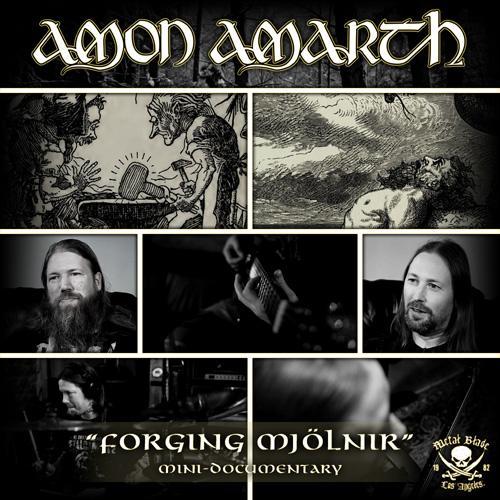 AMON AMARTH
"FORGING MJÖLNIR"
MINI-DOCUMENTARY
Metal Blade
19 82
Los Angeles.